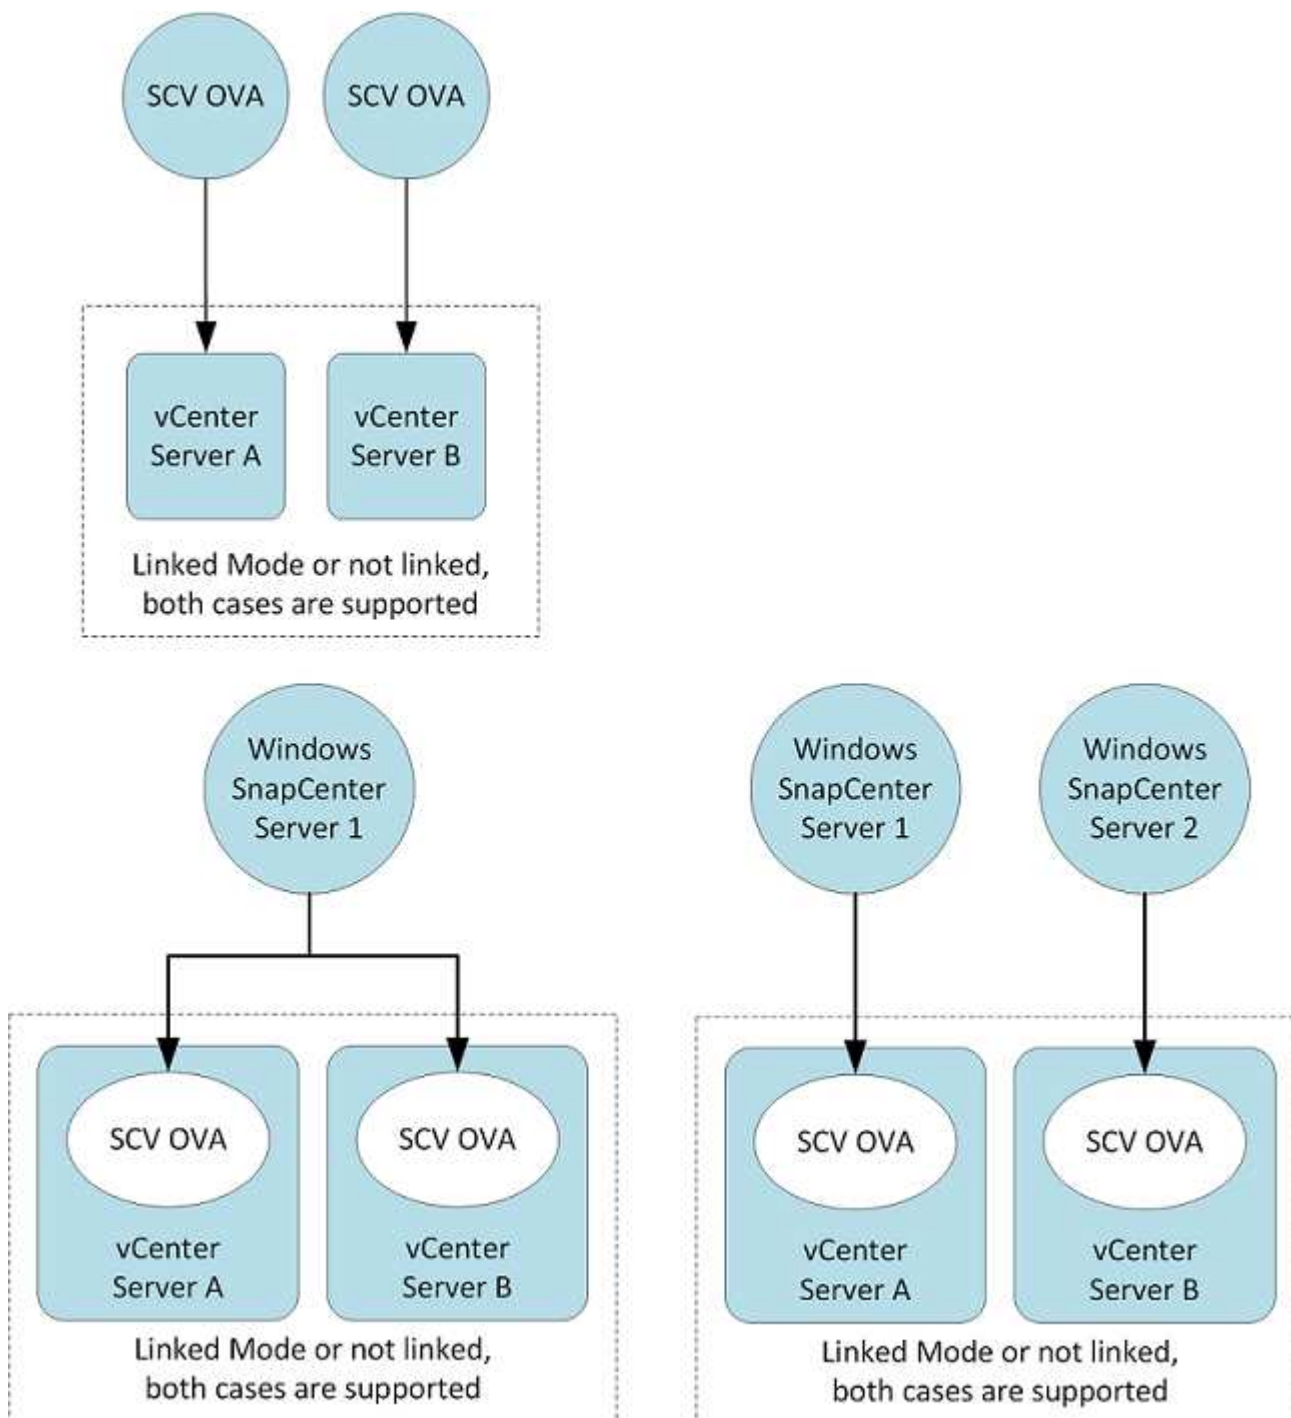 SCV OVA
SCV OVA
vCenter
Server A
vCenter
Server B
Linked Mode or not linked,
both cases are supported
Windows
SnapCenter
Server 1
SCV OVA
SCV OVA
vCenter
Server A
vCenter
Server B
Linked Mode or not linked,
both cases are supported
Windows
SnapCenter
Server 1
Windows
SnapCenter
Server 2
SCV OVA
SCV OVA
vCenter
Server A
vCenter
Server B
Linked Mode or not linked,
both cases are supported